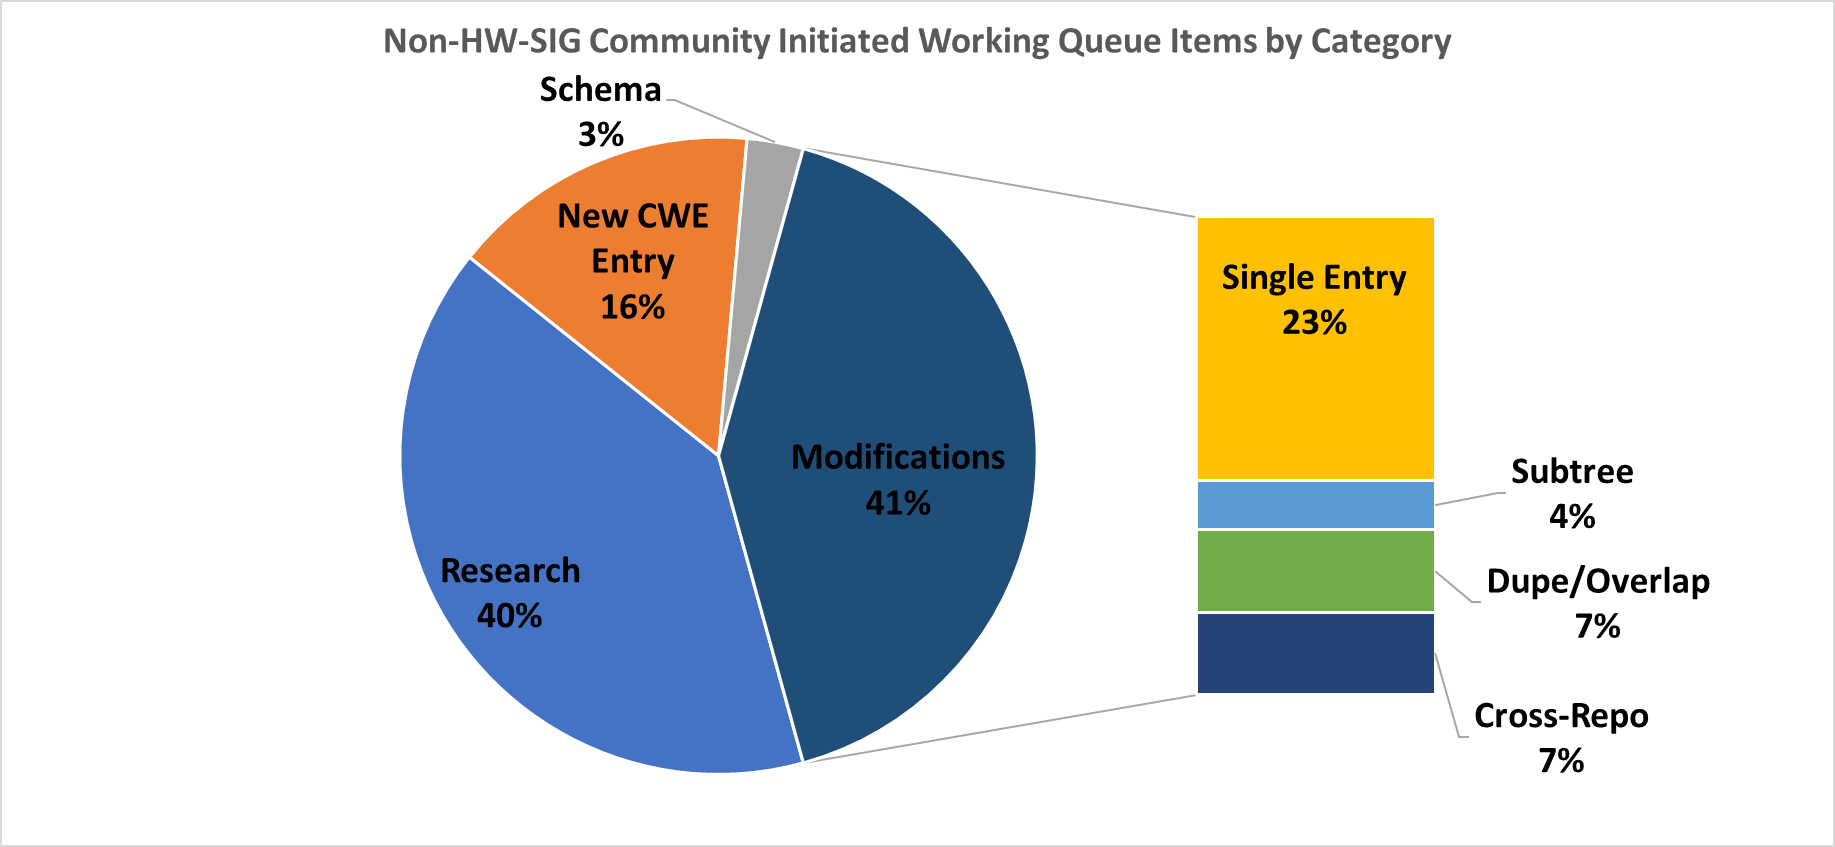 Non-HW-SIG Community Initiated Working Queue Items by Category
Schema
3%
New CWE
Entry
16%
Modifications
41%
Research
40%
Single Entry
23%
Subtree
4%
Dupe/Overlap
7%
Cross-Repo
7%